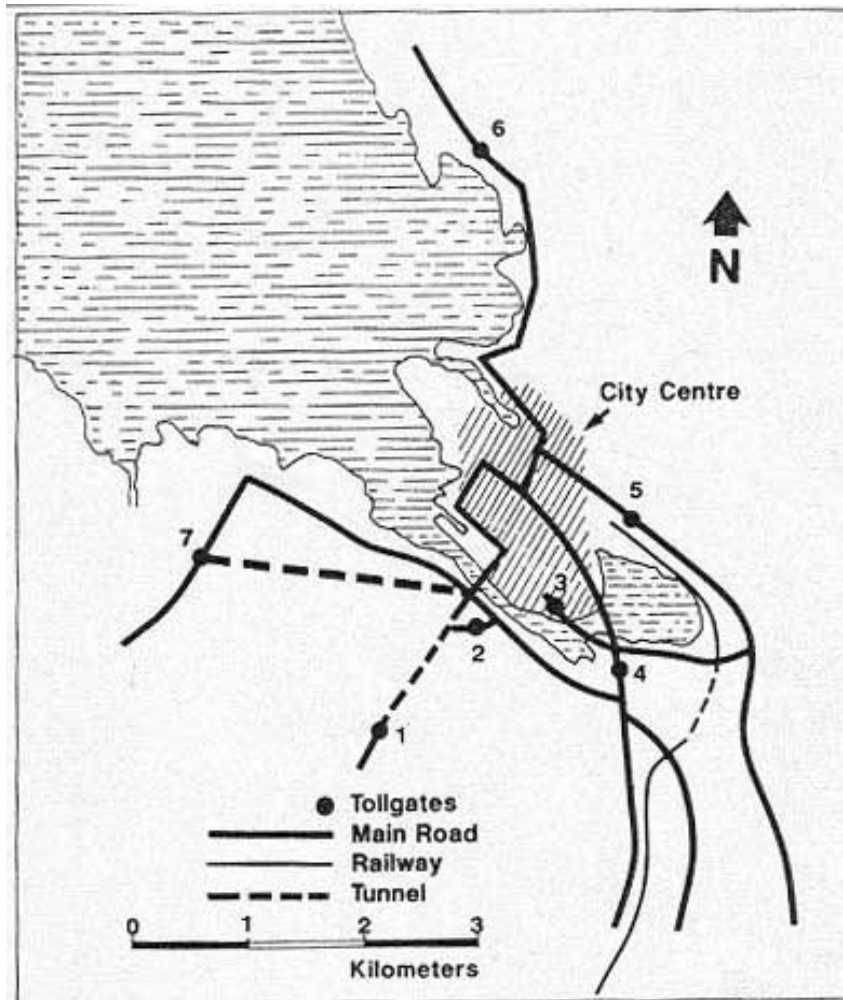 6
N
City Centre
5
7
3
2
4
1
Tollgates
Main Road
Railway
Tunnel
0 1 2 3
Kilometers